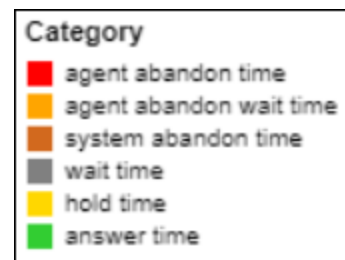 Category
agent abandon time
agent abandon wait time
system abandon time
wait time
hold time
answer time